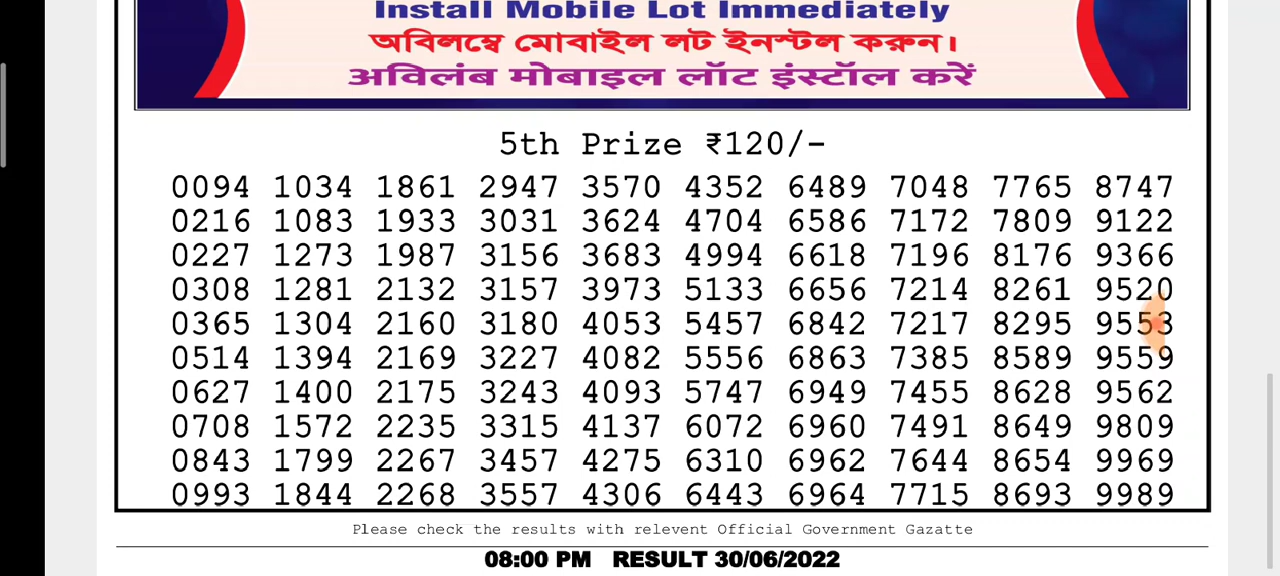 Install Mobile Lot Immediately
অবিলম্বে মোবাইল লট ইনস্টল করুন।
अविलंब मोबाइल लॉट इंस्टॉल करें
5th Prize ₹120/-
0094 1034 1861 2947 3570 4352 6489 7048 7765 8747
0216 1083 1933 3031 3624 4704 6586 7172 7809 9122
0227 1273 1987 3156 3683 4994 6618 7196 8176 9366
0308 1281 2132 3157 3973 5133 6656 7214 8261 9520
0365 1304 2160 3180 4053 5457 6842 7217 8295 9553
0514 1394 2169 3227 4082 5556 6863 7385 8589 9559
0627 1400 2175 3243 4093 5747 6949 7455 8628 9562
0708 1572 2235 3315 4137 6072 6960 7491 8649 9809
0843 1799 2267 3457 4275 6310 6962 7644 8654 9969
0993 1844 2268 3557 4306 6443 6964 7715 8693 9989
Please check the results with relevent Official Government Gazatte
08:00 PM RESULT 30/06/2022